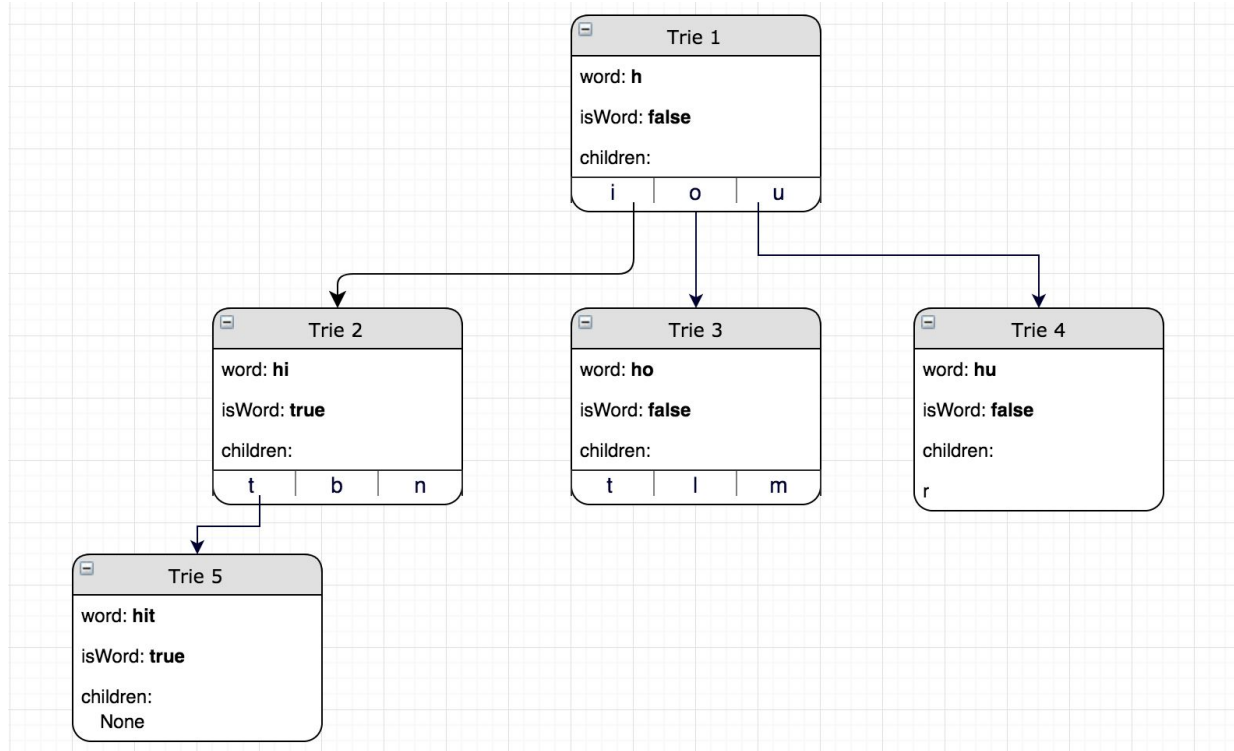 Trie 1
word: h
isWord: false
children:
i o u
Trie 2
word: hi
isWord: true
children:
t b n
Trie 3
word: ho
isWord: false
children:
t l m
Trie 4
word: hu
isWord: false
children:
r
Trie 5
word: hit
isWord: true
children:
None